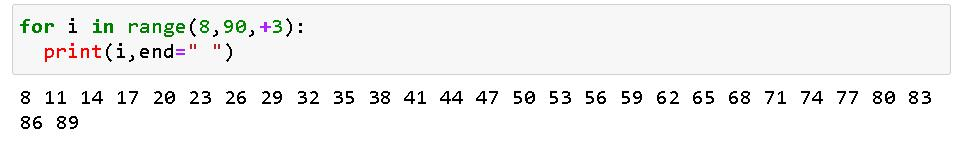 for i in range(8,90,+3):
  print(i,end=" ")
8 11 14 17 20 23 26 29 32 35 38 41 44 47 50 53 56 59 62 65 68 71 74 77 80 83
86 89